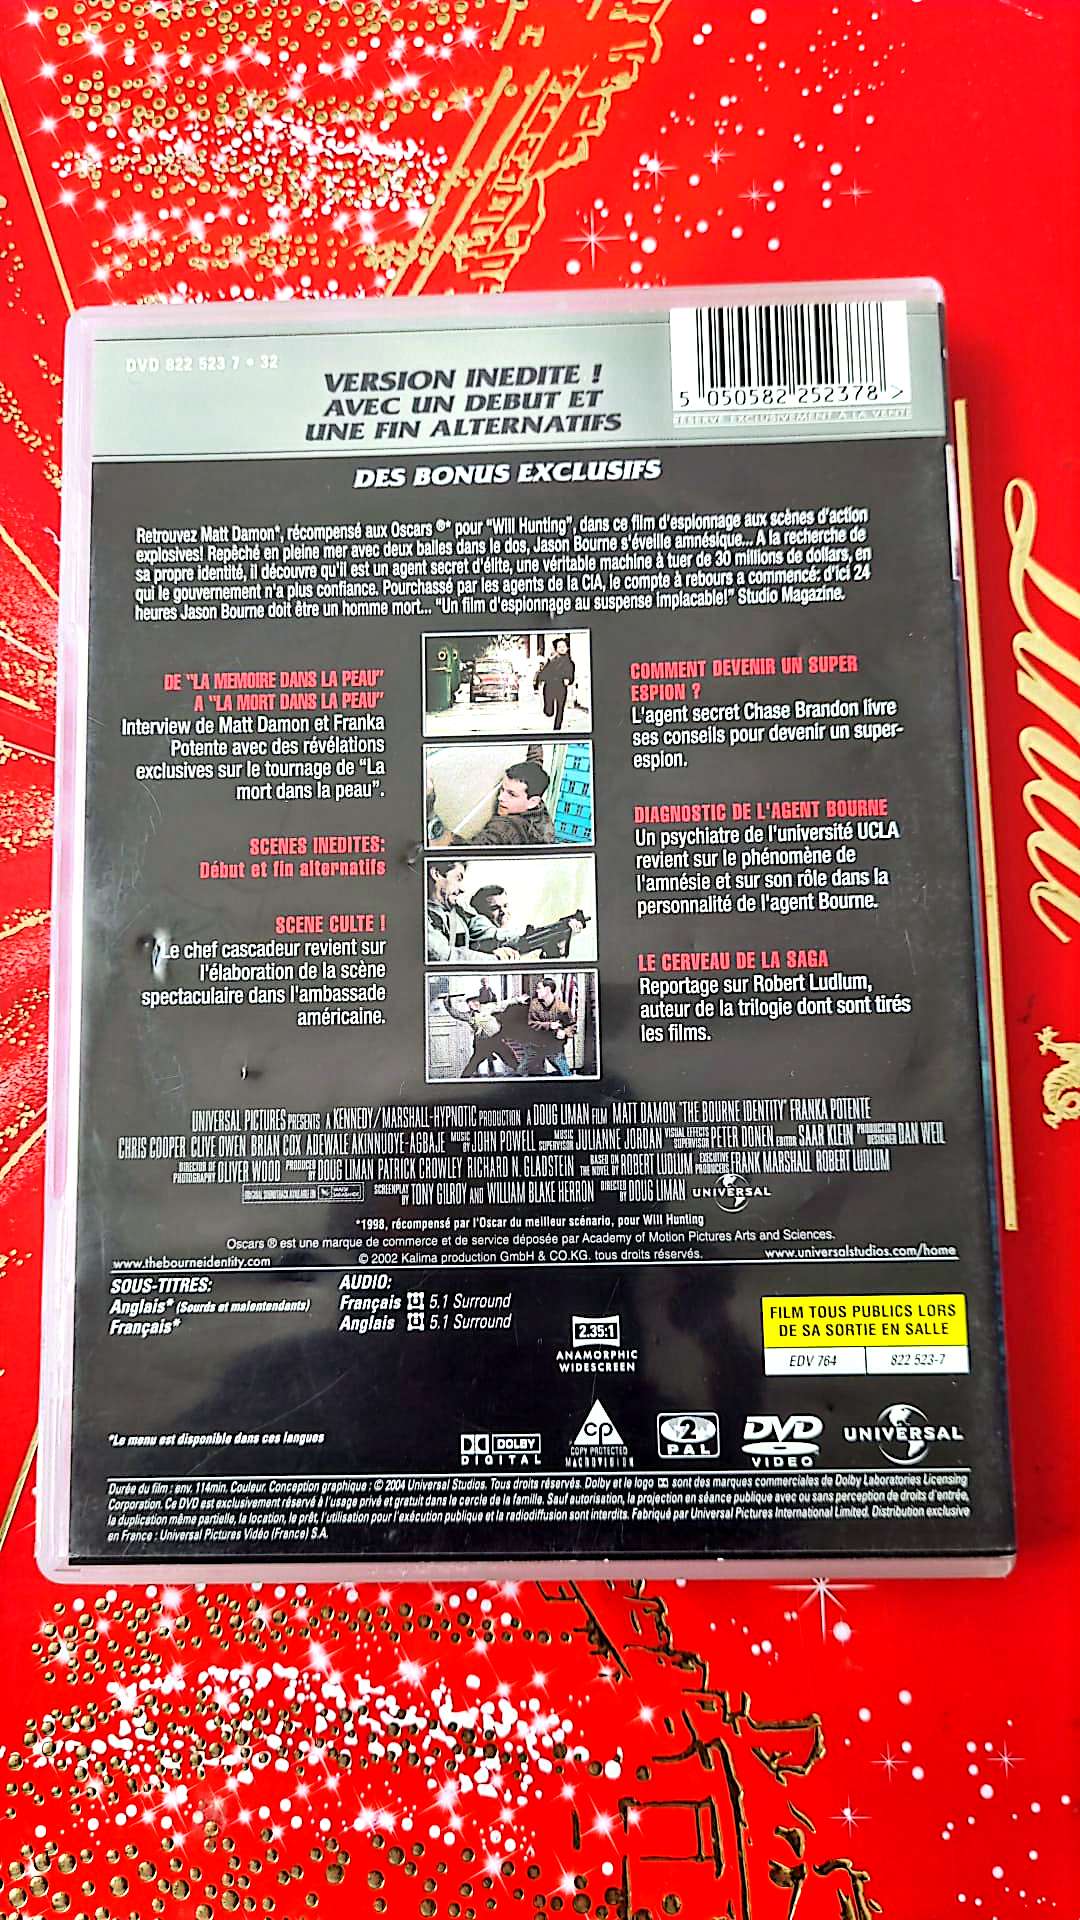 DVD 822 523 7 • 32
VERSION INEDITE !
AVEC UN DEBUT ET
UNE FIN ALTERNATIFS
5 050582 252378 >
RESERVE EXCLUSIVEMENT A LA VENTE
DES BONUS EXCLUSIFS
Retrouvez Matt Damon*, récompensé aux Oscars ®* pour "Will Hunting", dans ce film d'espionnage aux scènes d'action
explosives! Repêché en pleine mer avec deux balles dans le dos, Jason Bourne s'éveille amnésique... A la recherche de
sa propre identité, il découvre qu'il est un agent secret d'élite, une véritable machine à tuer de 30 millions de dollars, en
qui le gouvernement n'a plus confiance. Pourchassé par les agents de la CIA, le compte à rebours a commencé: d'ici 24
heures Jason Bourne doit être un homme mort... "Un film d'espionnage au suspense implacable!" Studio Magazine.
DE "LA MEMOIRE DANS LA PEAU"
A "LA MORT DANS LA PEAU"
Interview de Matt Damon et Franka
Potente avec des révélations
exclusives sur le tournage de "La
mort dans la peau".
SCENES INEDITES:
Début et fin alternatifs
SCENE CULTE !
Le chef cascadeur revient sur
l'élaboration de la scène
spectaculaire dans l'ambassade
américaine.
COMMENT DEVENIR UN SUPER
ESPION ?
L'agent secret Chase Brandon livre
ses conseils pour devenir un super-
espion.
DIAGNOSTIC DE L'AGENT BOURNE
Un psychiatre de l'université UCLA
revient sur le phénomène de
l'amnésie et sur son rôle dans la
personnalité de l'agent Bourne.
LE CERVEAU DE LA SAGA
Reportage sur Robert Ludlum,
auteur de la trilogie dont sont tirés
les films.
UNIVERSAL PICTURES PRESENTS A KENNEDY/MARSHALL-HYPNOTIC PRODUCTION A DOUG LIMAN FILM MATT DAMON "THE BOURNE IDENTITY" FRANKA POTENTE
CHRIS COOPER CLIVE OWEN BRIAN COX ADEWALE AKINNUOYE-AGBAJE MUSIC BY JOHN POWELL MUSIC SUPERVISOR JULIANNE JORDAN VISUAL EFFECTS SUPERVISOR PETER DONEN EDITOR SAAR KLEIN PRODUCTION DESIGNER DAN WEIL
DIRECTOR OF PHOTOGRAPHY OLIVER WOOD PRODUCED BY DOUG LIMAN PATRICK CROWLEY RICHARD N. GLADSTEIN BASED ON THE NOVEL BY ROBERT LUDLUM EXECUTIVE PRODUCERS FRANK MARSHALL ROBERT LUDLUM
ORIGINAL SOUNDTRACK AVAILABLE ON SCREENPLAY BY TONY GILROY AND WILLIAM BLAKE HERRON DIRECTED BY DOUG LIMAN UNIVERSAL
*1998, récompensé par l'Oscar du meilleur scénario, pour Will Hunting
Oscars ® est une marque de commerce et de service déposée par Academy of Motion Pictures Arts and Sciences.
www.thebourneidentity.com © 2002 Kalima production GmbH & CO.KG. tous droits réservés. www.universalstudios.com/home
SOUS-TITRES:
Anglais* (Sourds et malentendants)
Français*
AUDIO:
Français 5.1 Surround
Anglais 5.1 Surround
2.35:1
ANAMORPHIC
WIDESCREEN
FILM TOUS PUBLICS LORS
DE SA SORTIE EN SALLE
EDV 764 822 523-7
*Le menu est disponible dans ces langues
DOLBY
DIGITAL
CP
COPY PROTECTED
MACROVISION
2
PAL
DVD
VIDEO
UNIVERSAL
Durée du film : env. 114min. Couleur. Conception graphique : © 2004 Universal Studios. Tous droits réservés. Dolby et le logo sont des marques commerciales de Dolby Laboratories Licensing
Corporation. Ce DVD est exclusivement réservé à l'usage privé et gratuit dans le cercle de la famille. Sauf autorisation, la projection en séance publique avec ou sans perception de droits d'entrée,
la duplication même partielle, la location, le prêt, l'utilisation pour l'exécution publique et la radiodiffusion sont interdits. Fabriqué par Universal Pictures International Limited. Distribution exclusive
en France : Universal Pictures Vidéo (France) S.A.